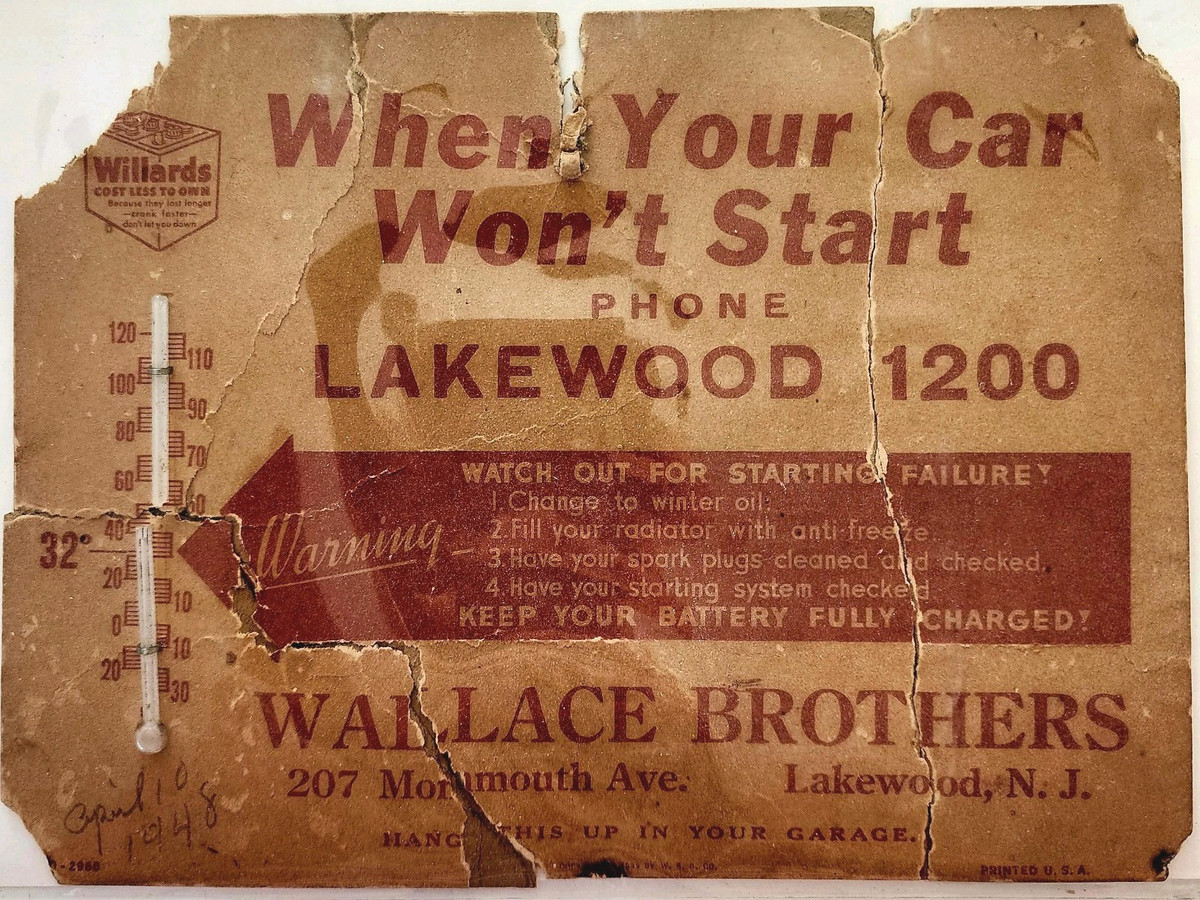 Willards
COST LESS TO OWN
Because they last longer
—crank faster—
don't let you down
When Your Car
Won't Start
PHONE
LAKEWOOD 1200
120
110
100
90
80
70
60
40
32°
20
10
0
10
20
30
WATCH OUT FOR STARTING FAILURE!
Warning
1. Change to winter oil.
2. Fill your radiator with anti-freeze.
3. Have your spark plugs cleaned and checked.
4. Have your starting system checked
KEEP YOUR BATTERY FULLY CHARGED!
WALLACE BROTHERS
207 Monmouth Ave. Lakewood, N. J.
HANG THIS UP IN YOUR GARAGE.
April 10
1948
-2988
BY W. S. B. CO.
PRINTED U. S. A.